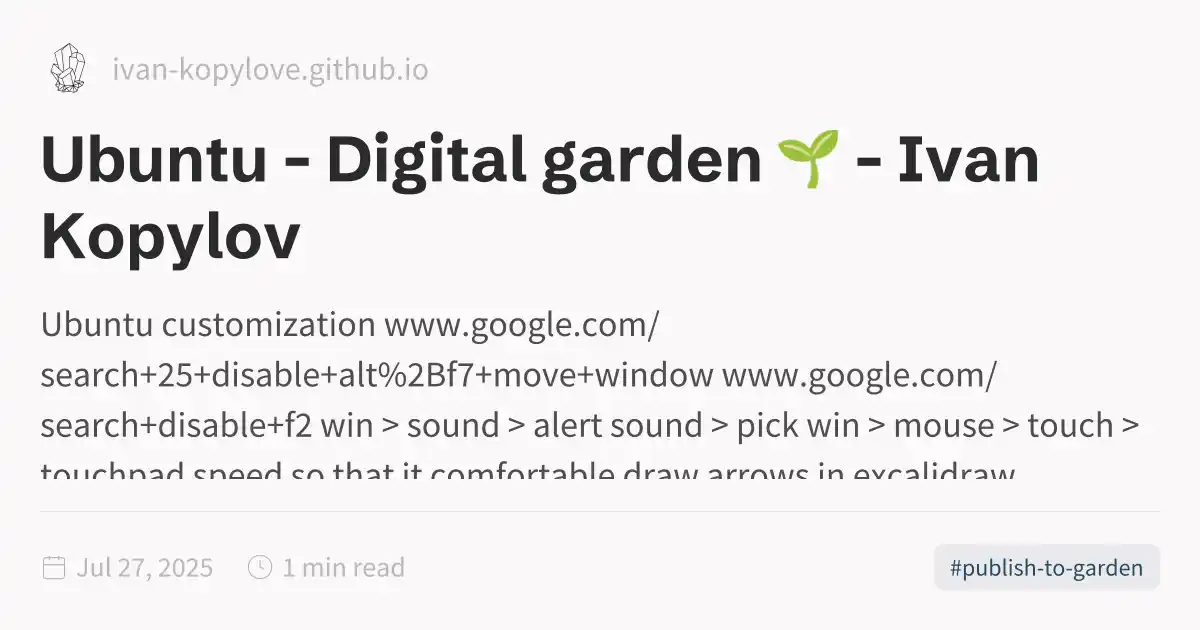 ivan-kopylove.github.io
Ubuntu - Digital garden 🌱 - Ivan
Kopylov
Ubuntu customization www.google.com/
search+25+disable+alt%2Bf7+move+window www.google.com/
search+disable+f2 win > sound > alert sound > pick win > mouse > touch >
touchpad speed so that it comfortable draw arrows in excalidraw
Jul 27, 2025 1 min read
#publish-to-garden